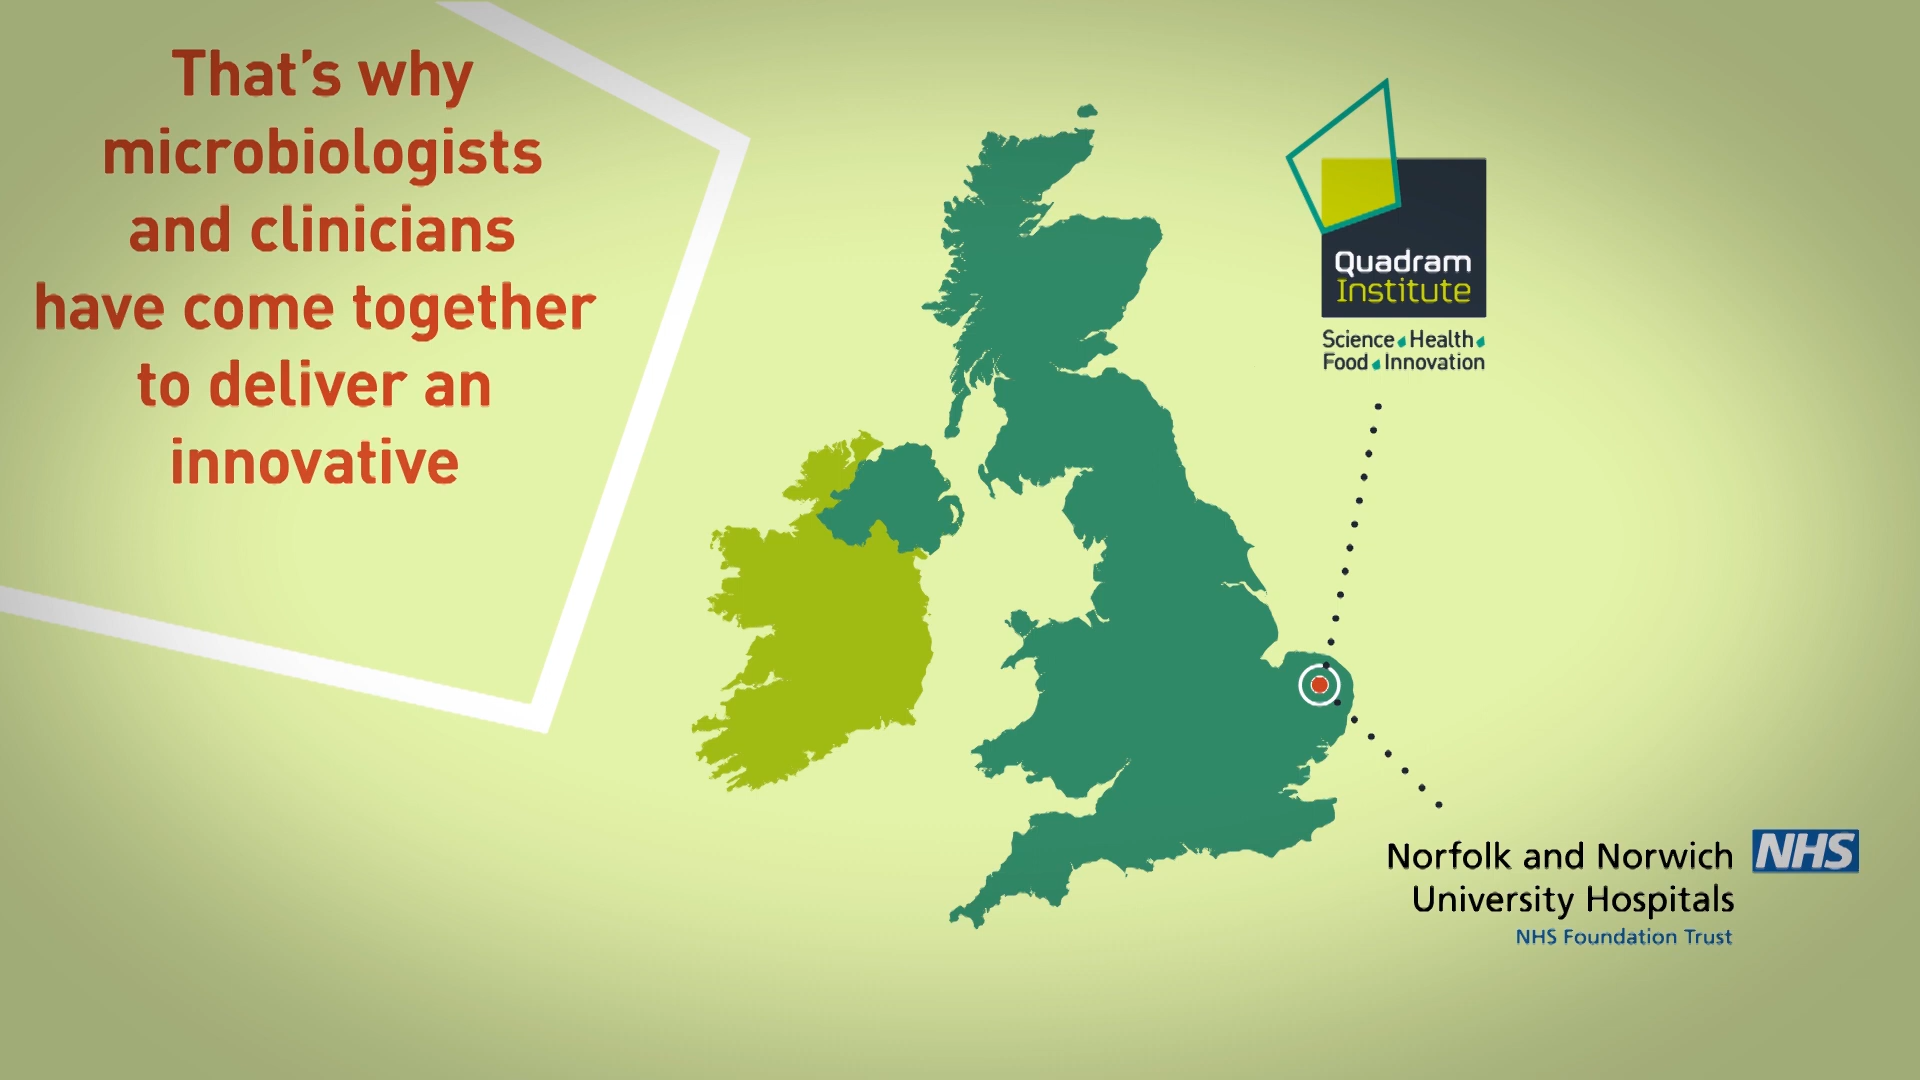 That's why
microbiologists
and clinicians
have come together
to deliver an
innovative
Quadram
Institute
Science Health
Food Innovation
Norfolk and Norwich NHS
University Hospitals
NHS Foundation Trust